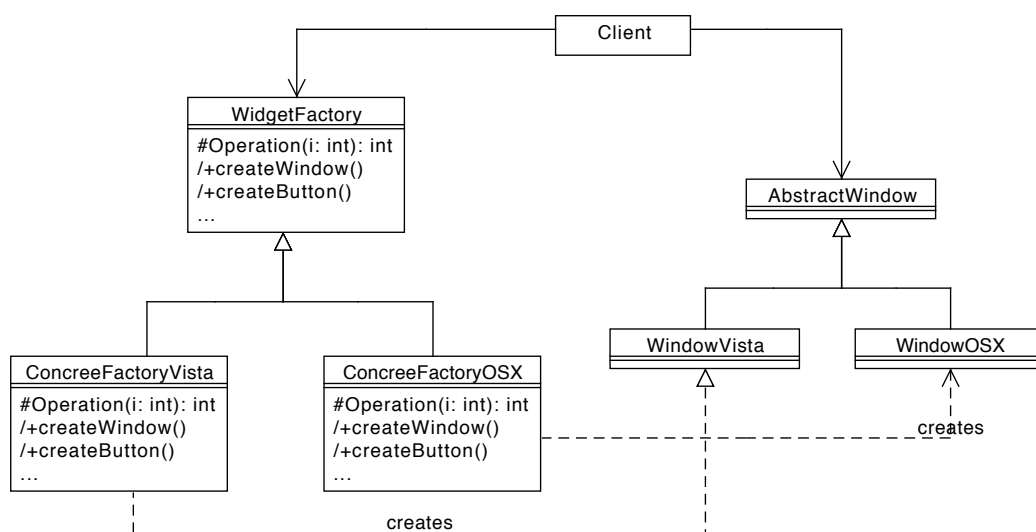 Client
WidgetFactory
#Operation(i: int): int
/+createWindow()
/+createButton()
...
AbstractWindow
WindowVista
WindowOSX
ConcreeFactoryVista
#Operation(i: int): int
/+createWindow()
/+createButton()
...
ConcreeFactoryOSX
#Operation(i: int): int
/+createWindow()
/+createButton()
...
creates
creates